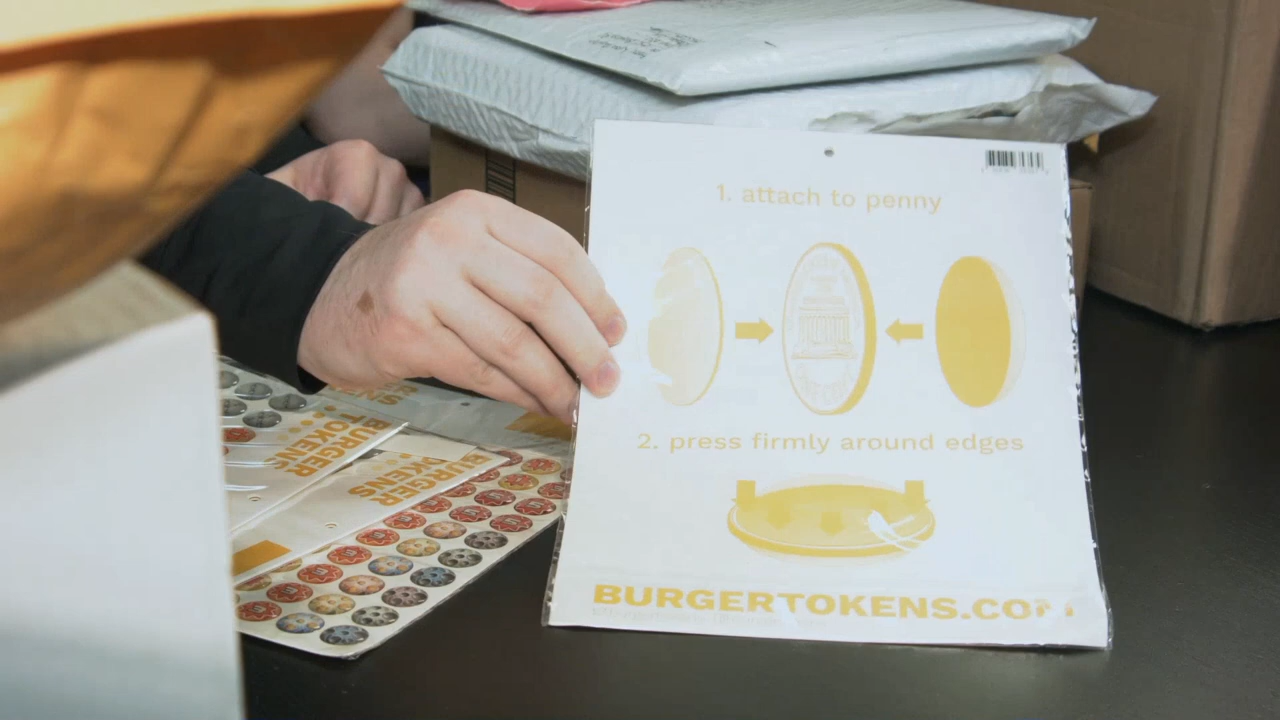 1. attach to penny
2. press firmly around edges
BURGERTOKENS.COM
BURGER
TOKENS
BURGER
TOKENS